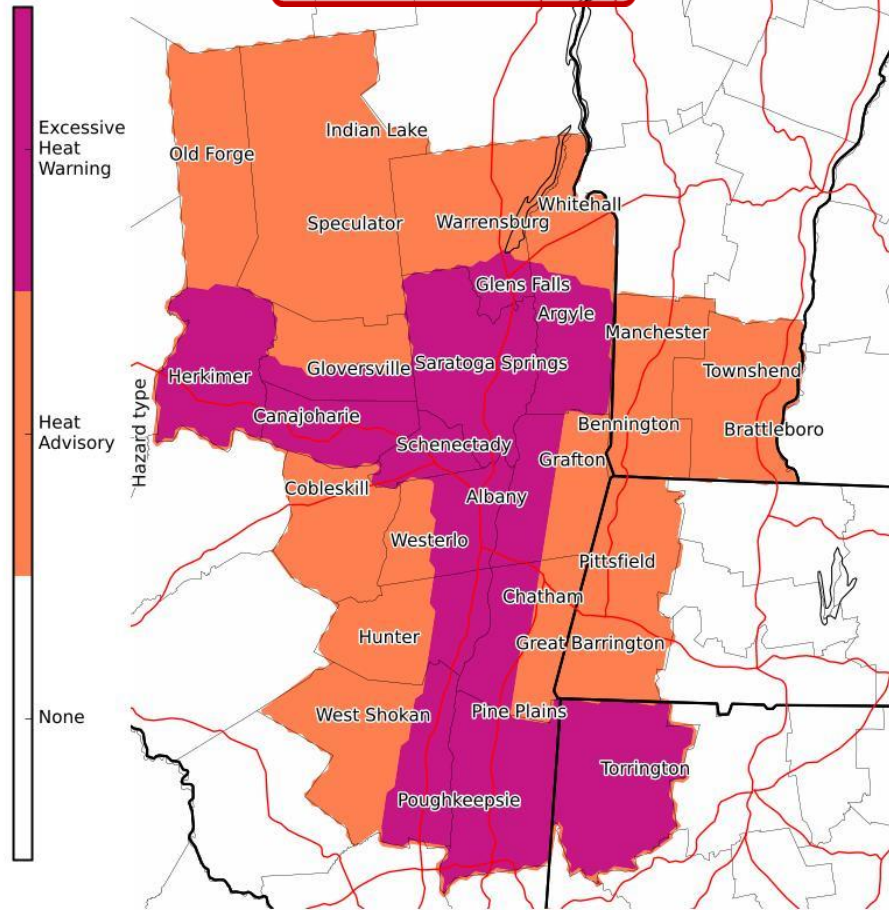 Excessive
Heat
Warning
Heat
Advisory
None
Hazard type
Indian Lake
Old Forge
Whitehall
Speculator
Warrensburg
Glens Falls
Argyle
Manchester
Gloversville
Saratoga Springs
Herkimer
Townshend
Canajoharie
Bennington
Brattleboro
Schenectady
Grafton
Cobleskill
Albany
Westerlo
Pittsfield
Chatham
Hunter
Great Barrington
West Shokan
Pine Plains
Torrington
Poughkeepsie